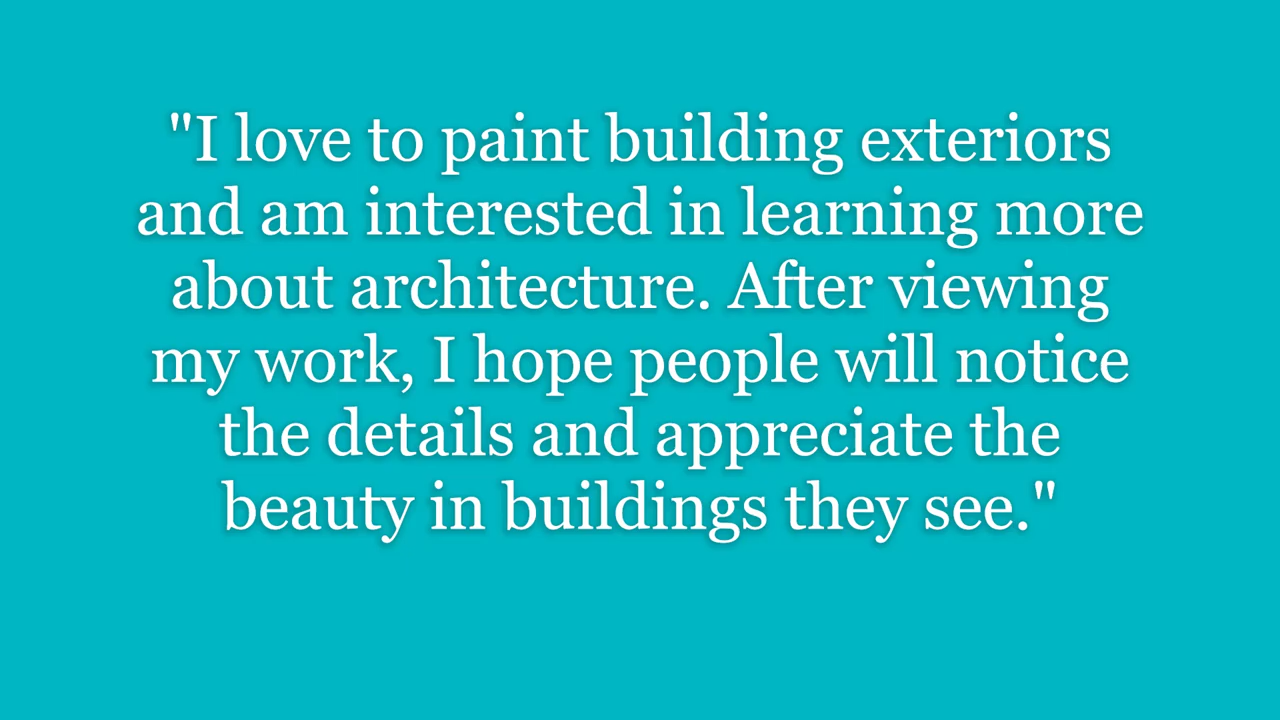 "I love to paint building exteriors
and am interested in learning more
about architecture. After viewing
my work, I hope people will notice
the details and appreciate the
beauty in buildings they see."